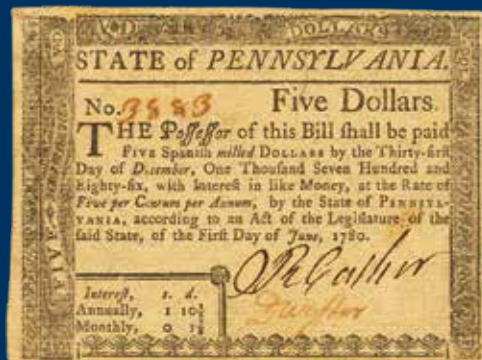 V·D DOLLARS
STATE of PENNSYLVANIA.
No. 3883 Five Dollars.
THE Poſſeſſor of this Bill ſhall be paid
FIVE Spaniſh milled DOLLARS by the Thirty-firſt
Day of December, One Thouſand Seven Hundred and
Eighty-ſix, with Intereſt in like Money, at the Rate of
Five per Centum per Annum, by the State of PENNSYL-
VANIA, according to an Act of the Legiſlature of the
ſaid State, of the Firſt Day of June, 1780.
Intereſt, s. d.
Annually, 1 10½
Monthly, 0
FIVE